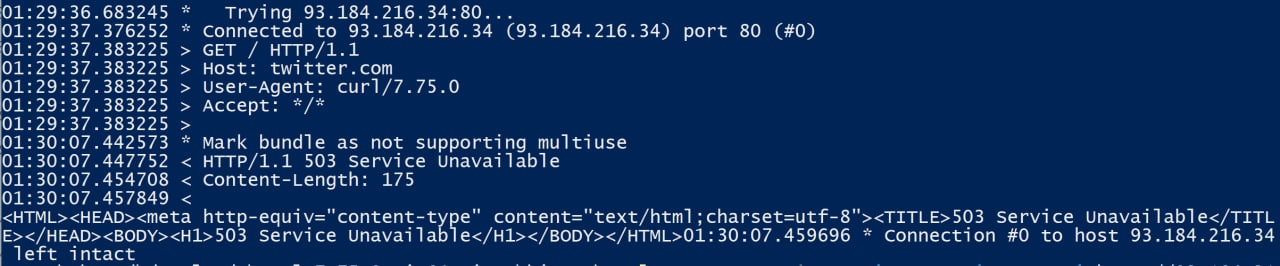 01:29:36.683245 *   Trying 93.184.216.34:80...
01:29:37.376252 * Connected to 93.184.216.34 (93.184.216.34) port 80 (#0)
01:29:37.383225 > GET / HTTP/1.1
01:29:37.383225 > Host: twitter.com
01:29:37.383225 > User-Agent: curl/7.75.0
01:29:37.383225 > Accept: */*
01:29:37.383225 >
01:30:07.442573 * Mark bundle as not supporting multiuse
01:30:07.447752 < HTTP/1.1 503 Service Unavailable
01:30:07.454708 < Content-Length: 175
01:30:07.457849 <
<HTML><HEAD><meta http-equiv="content-type" content="text/html;charset=utf-8"><TITLE>503 Service Unavailable</TITL
E></HEAD><BODY><H1>503 Service Unavailable</H1></BODY></HTML>01:30:07.459696 * Connection #0 to host 93.184.216.34
 left intact